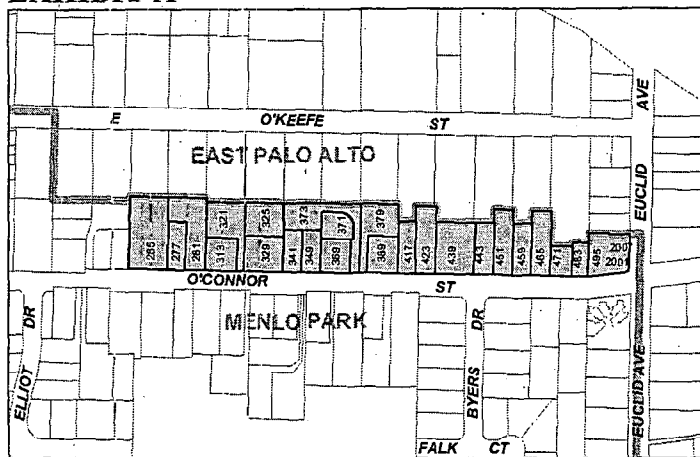 E O'KEEFE ST
AVE
EUCLID
EAST PALO ALTO
285
277
281
321
313
325
329
373
341
349
371
369
379
389
417
423
439
443
451
459
465
471
483
495
2001
O'CONNOR ST
MENLO PARK
ELLIOT DR
BYERS DR
EUCLID AVE
FALK CT